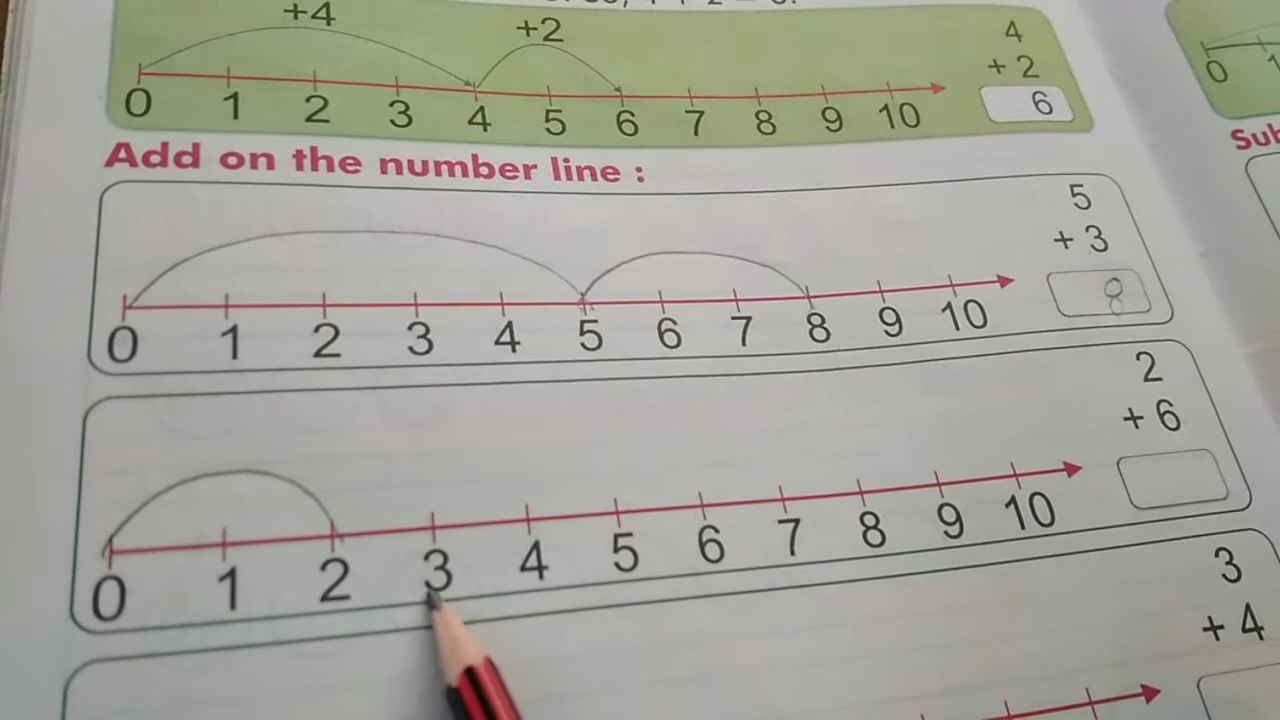 +4 +2 4
+ 2
6
0 1 2 3 4 5 6 7 8 9 10
Add on the number line :
5
+ 3
8
0 1 2 3 4 5 6 7 8 9 10
2
+ 6
0 1 2 3 4 5 6 7 8 9 10
3
+ 4
0